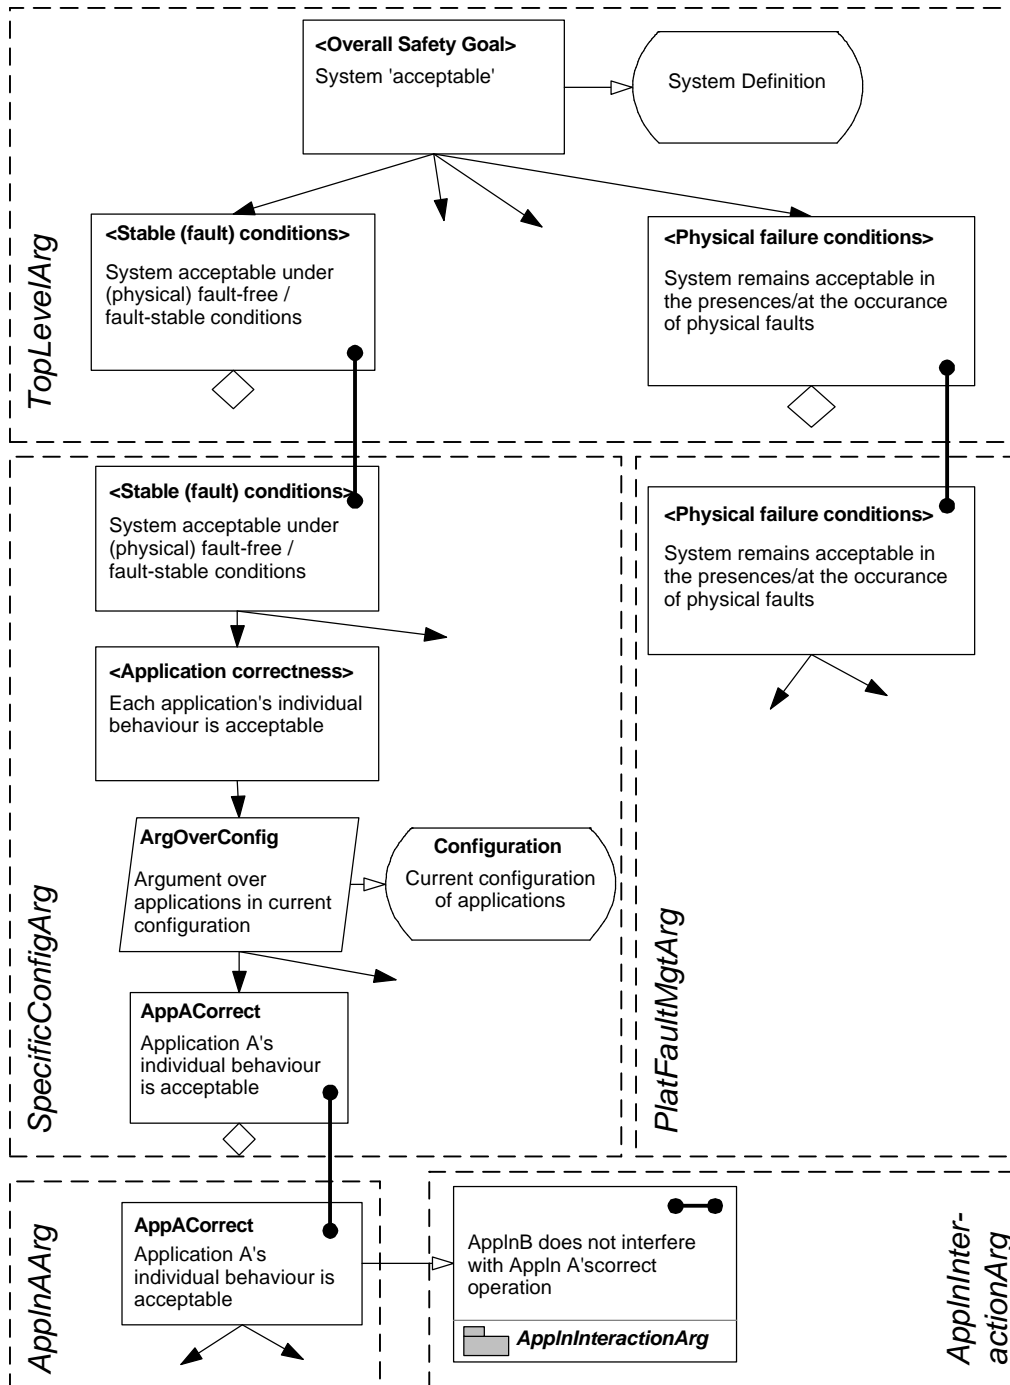 <Overall Safety Goal>
System 'acceptable'
System Definition
TopLevelArg
<Stable (fault) conditions>
System acceptable under
(physical) fault-free /
fault-stable conditions
<Physical failure conditions>
System remains acceptable in
the presences/at the occurance
of physical faults
SpecificConfigArg
<Stable (fault) conditions>
System acceptable under
(physical) fault-free /
fault-stable conditions
<Application correctness>
Each application's individual
behaviour is acceptable
ArgOverConfig
Argument over
applications in current
configuration
Configuration
Current configuration
of applications
AppACorrect
Application A's
individual behaviour
is acceptable
PlatFaultMgtArg
<Physical failure conditions>
System remains acceptable in
the presences/at the occurance
of physical faults
ApplnAArg
AppACorrect
Application A's
individual behaviour is
acceptable
ApplnB does not interfere
with Appln A'scorrect
operation
ApplnInteractionArg
ApplnInter-
actionArg